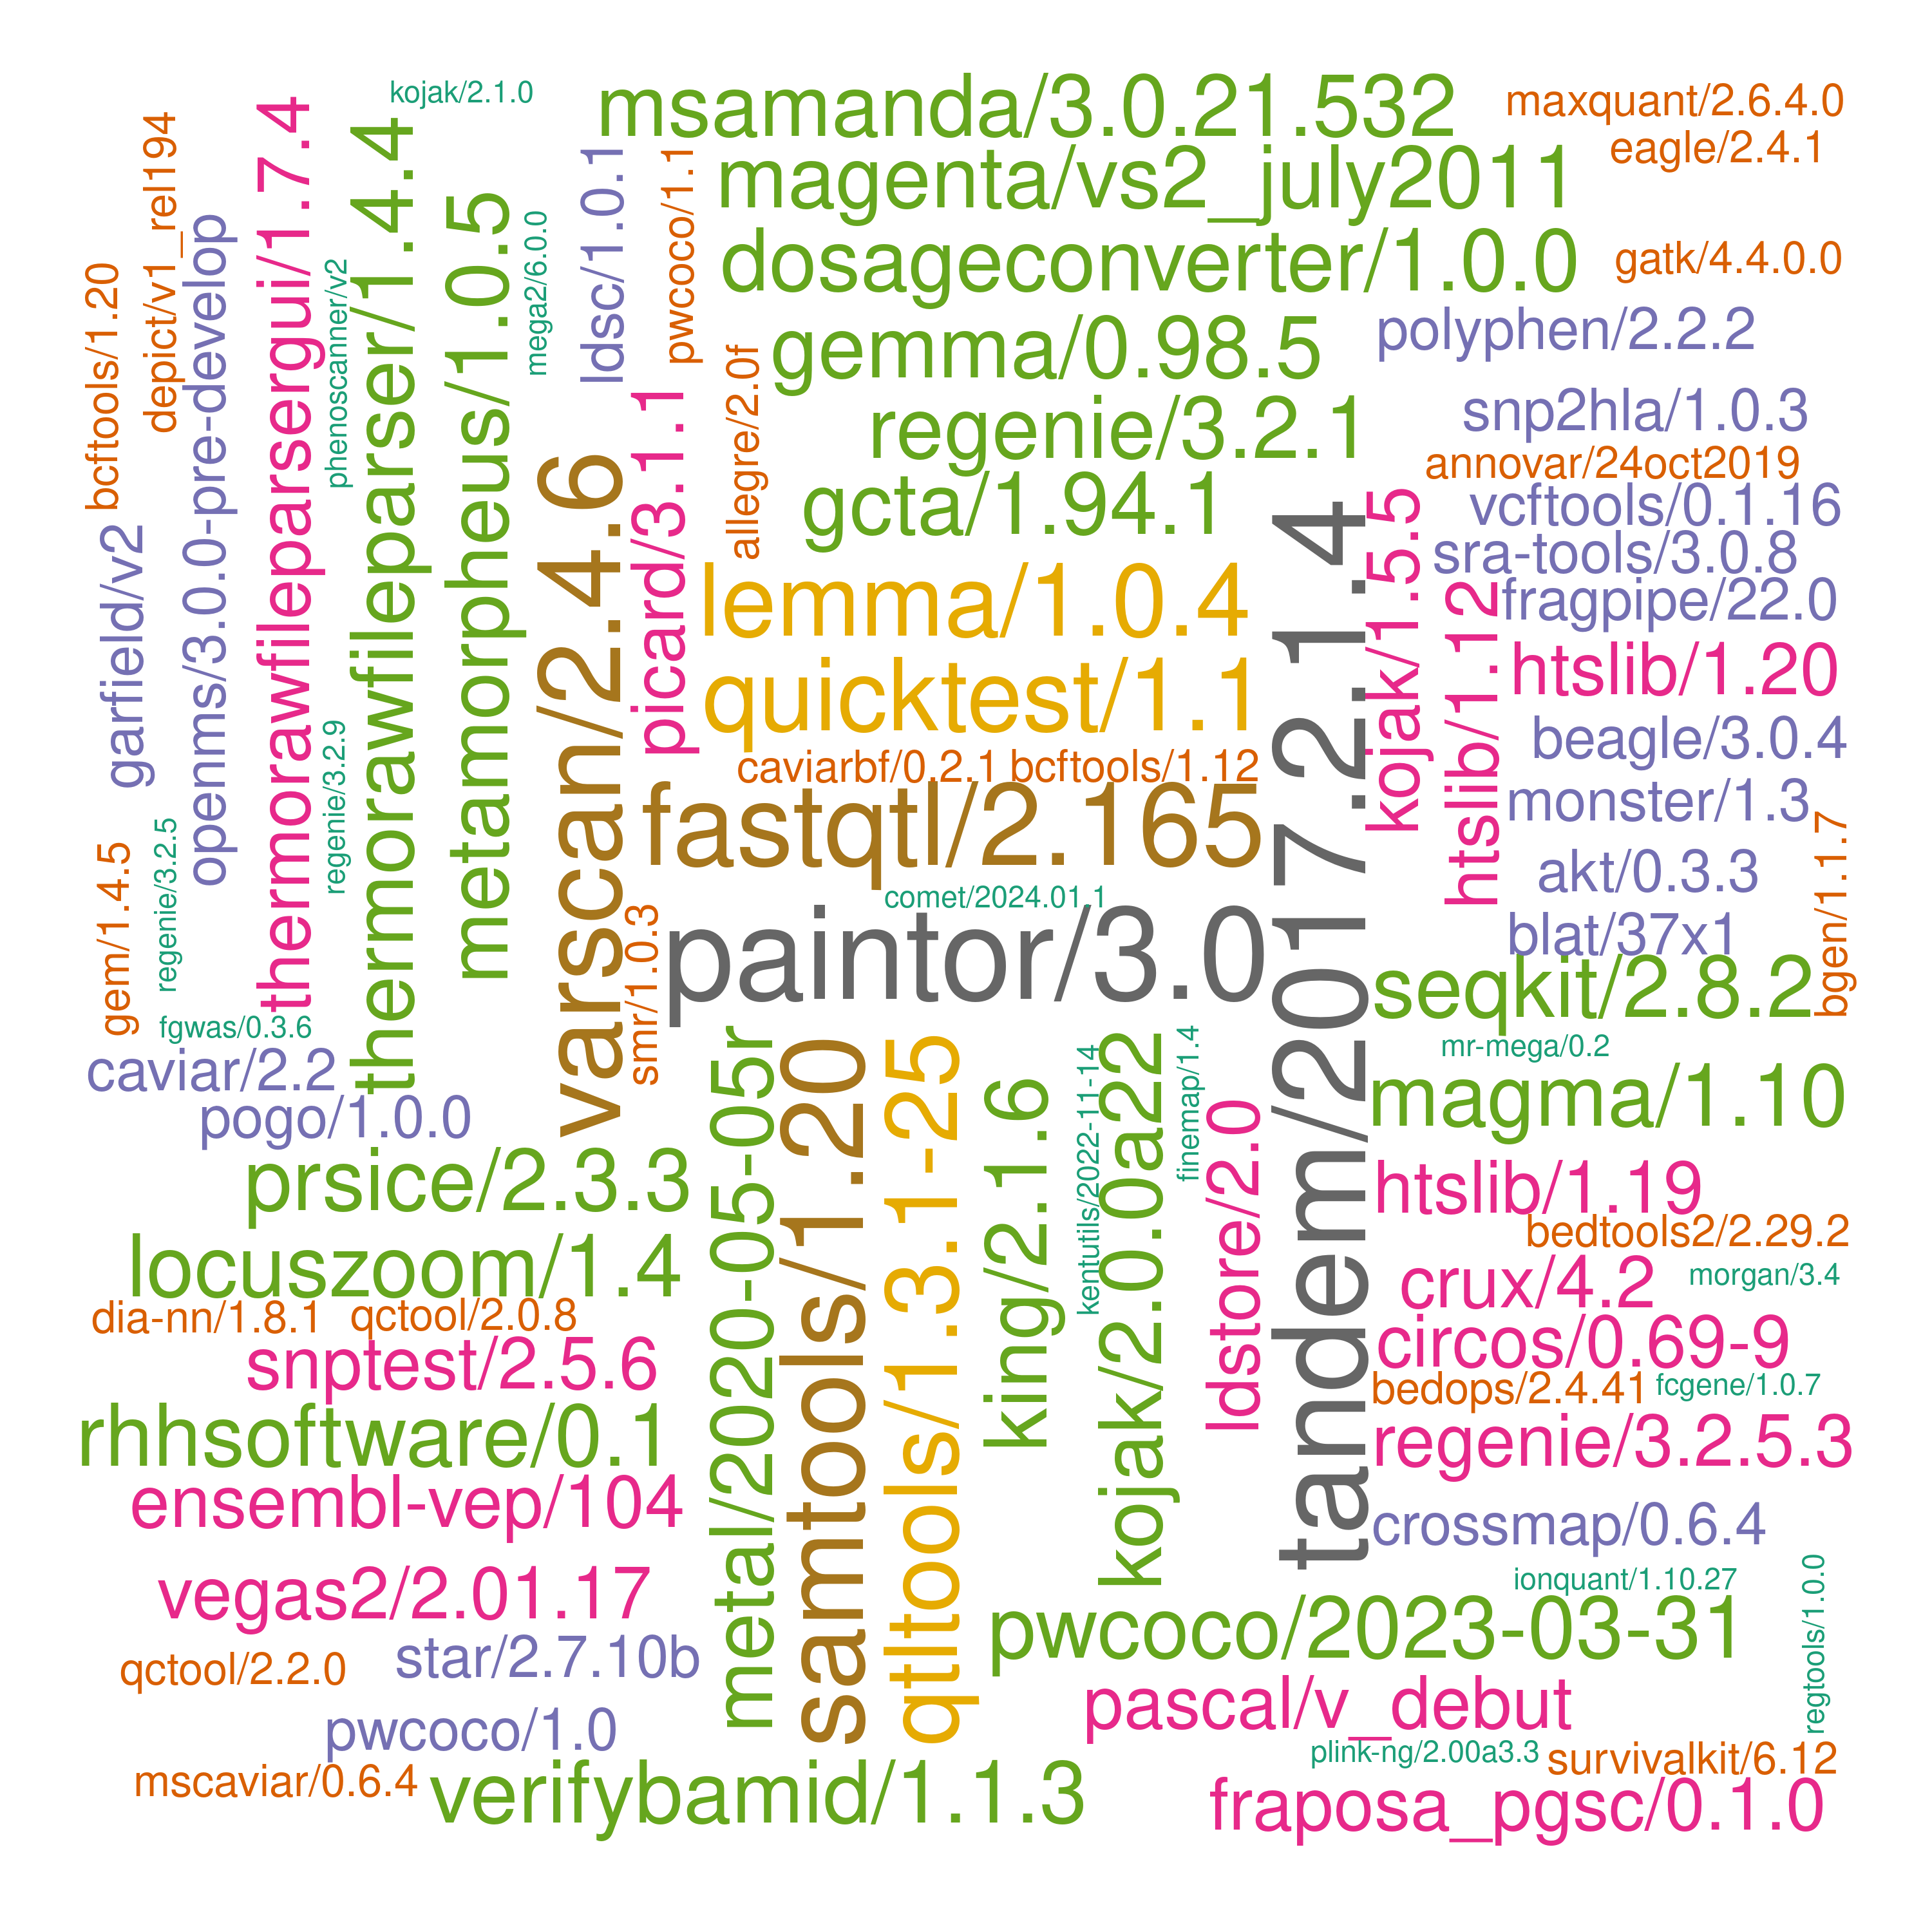 kojak/2.1.0
msamanda/3.0.21.532
maxquant/2.6.4.0
eagle/2.4.1
magenta/vs2_july2011
dosageconverter/1.0.0
gatk/4.4.0.0
gemma/0.98.5
polyphen/2.2.2
regenie/3.2.1
snp2hla/1.0.3
annovar/24oct2019
gcta/1.94.1
vcftools/0.1.16
sra-tools/3.0.8
lemma/1.0.4
fragpipe/22.0
quicktest/1.1
htslib/1.20
beagle/3.0.4
caviarbf/0.2.1
bcftools/1.12
fastqtl/2.165
monster/1.3
akt/0.3.3
comet/2024.01.1
blat/37x1
paintor/3.0
seqkit/2.8.2
bcftools/1.20
depict/v1_rel194
openms/3.0.0-pre-develop
thermorawfileparsergui/1.7.4
phenoscanner/v2
thermorawfileparser/1.4.4
metamorpheus/1.0.5
mega2/6.0.0
ldsc/1.0.1
pwcoco/1.1
allegre/2.0f
picard/3.1.1
varscan/2.4.6
garfield/v2
regenie/3.2.9
regenie/3.2.5
gem/1.4.5
smr/1.0.3
tandem/2017.2.1.4
kojak/1.5.5
htslib/1.12
bgen/1.1.7
fgwas/0.3.6
caviar/2.2
pogo/1.0.0
mr-mega/0.2
magma/1.10
prsice/2.3.3
htslib/1.19
locuszoom/1.4
bedtools2/2.29.2
crux/4.2
morgan/3.4
dia-nn/1.8.1
qctool/2.0.8
circos/0.69-9
snptest/2.5.6
bedops/2.4.41
fcgene/1.0.7
rhhsoftware/0.1
regenie/3.2.5.3
ensembl-vep/104
crossmap/0.6.4
metal/2020-05-05r
samtools/1.20
qtltools/1.3.1-25
king/2.1.6
kentutils/2022-11-14
kojak/2.0.0a22
finemap/1.4
ldstore/2.0
vegas2/2.01.17
ionquant/1.10.27
pwcoco/2023-03-31
regtools/1.0.0
star/2.7.10b
qctool/2.2.0
pascal/v_debut
pwcoco/1.0
plink-ng/2.00a3.3
survivalkit/6.12
mscaviar/0.6.4
verifybamid/1.1.3
fraposa_pgsc/0.1.0